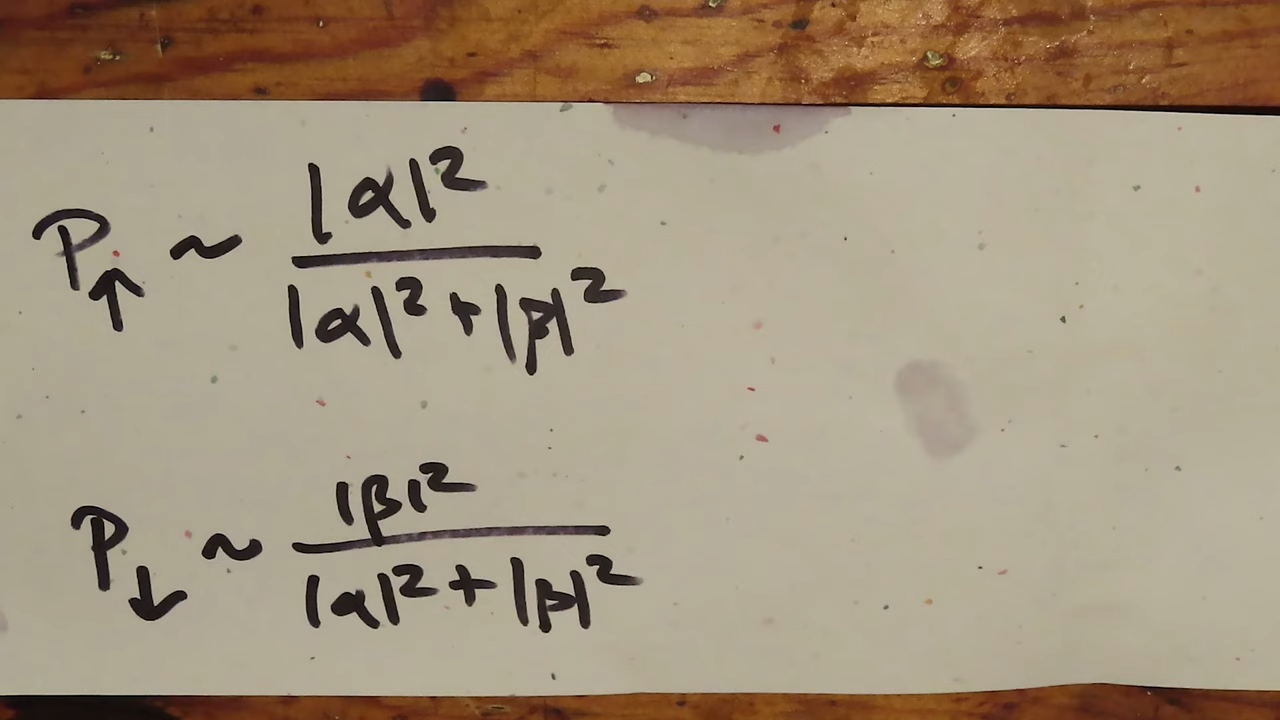 P↑ ~ |α|² / |α|² + |β|²
P↓ ~ |β|² / |α|² + |β|²